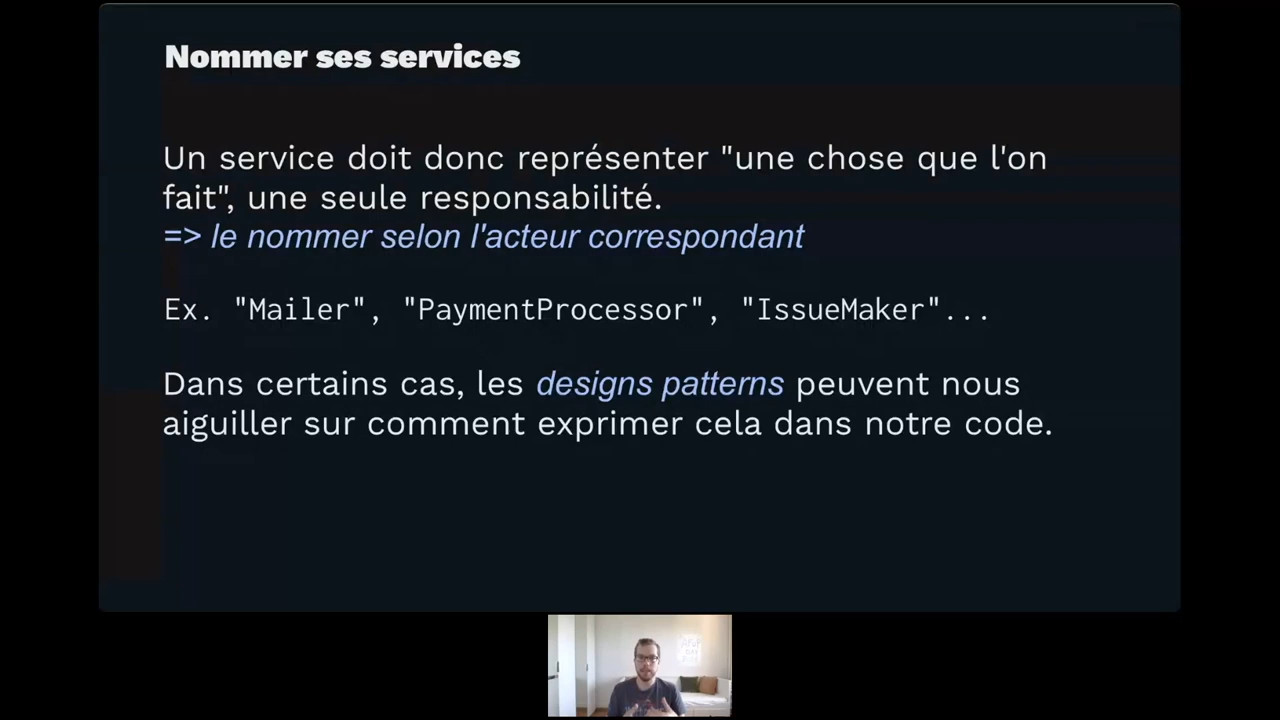 Nommer ses services
Un service doit donc représenter "une chose que l'on
fait", une seule responsabilité.
=> le nommer selon l'acteur correspondant
Ex. "Mailer", "PaymentProcessor", "IssueMaker"...
Dans certains cas, les designs patterns peuvent nous
aiguiller sur comment exprimer cela dans notre code.